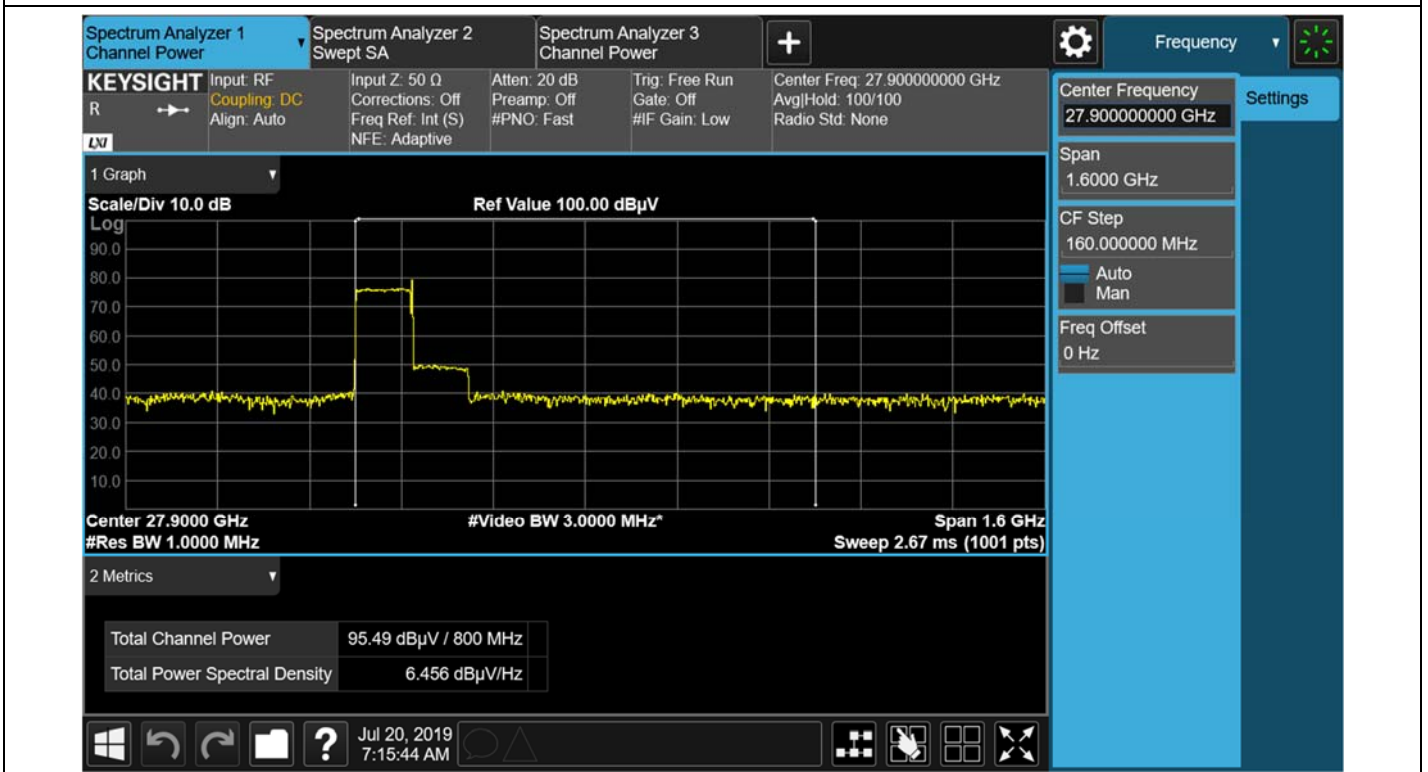 Spectrum Analyzer 1
Channel Power
Spectrum Analyzer 2
Swept SA
Spectrum Analyzer 3
Channel Power
Frequency
KEYSIGHT
R
LXI
Input: RF
Coupling: DC
Align: Auto
Input Z: 50 Ω
Corrections: Off
Freq Ref: Int (S)
NFE: Adaptive
Atten: 20 dB
Preamp: Off
#PNO: Fast
Trig: Free Run
Gate: Off
#IF Gain: Low
Center Freq: 27.900000000 GHz
Avg|Hold: 100/100
Radio Std: None
Center Frequency
27.900000000 GHz
Settings
Span
1.6000 GHz
CF Step
160.000000 MHz
Auto
Man
Freq Offset
0 Hz
1 Graph
Scale/Div 10.0 dB
Ref Value 100.00 dBµV
Log
90.0
80.0
70.0
60.0
50.0
40.0
30.0
20.0
10.0
Center 27.9000 GHz
#Video BW 3.0000 MHz*
Span 1.6 GHz
#Res BW 1.0000 MHz
Sweep 2.67 ms (1001 pts)
2 Metrics
Total Channel Power 95.49 dBµV / 800 MHz
Total Power Spectral Density 6.456 dBµV/Hz
?
Jul 20, 2019
7:15:44 AM